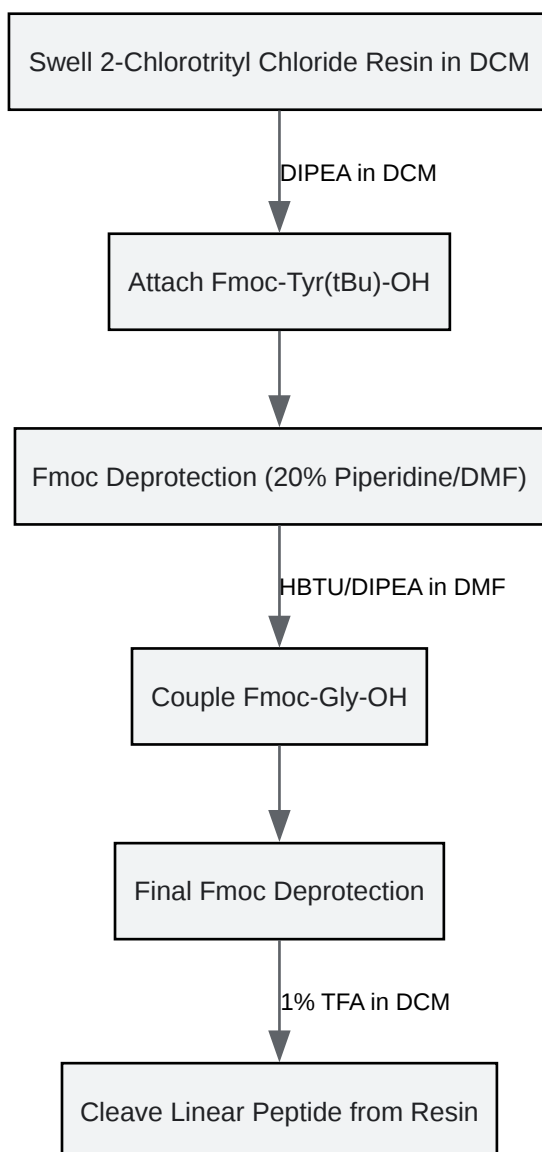 Swell 2-Chlorotrityl Chloride Resin in DCM
DIPEA in DCM
Attach Fmoc-Tyr(tBu)-OH
Fmoc Deprotection (20% Piperidine/DMF)
HBTU/DIPEA in DMF
Couple Fmoc-Gly-OH
Final Fmoc Deprotection
1% TFA in DCM
Cleave Linear Peptide from Resin